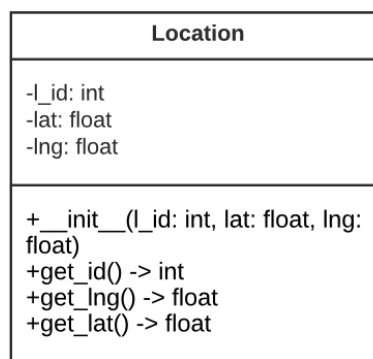 Location
-l_id: int
-lat: float
-lng: float
+__init__(l_id: int, lat: float, lng:
float)
+get_id() -> int
+get_lng() -> float
+get_lat() -> float